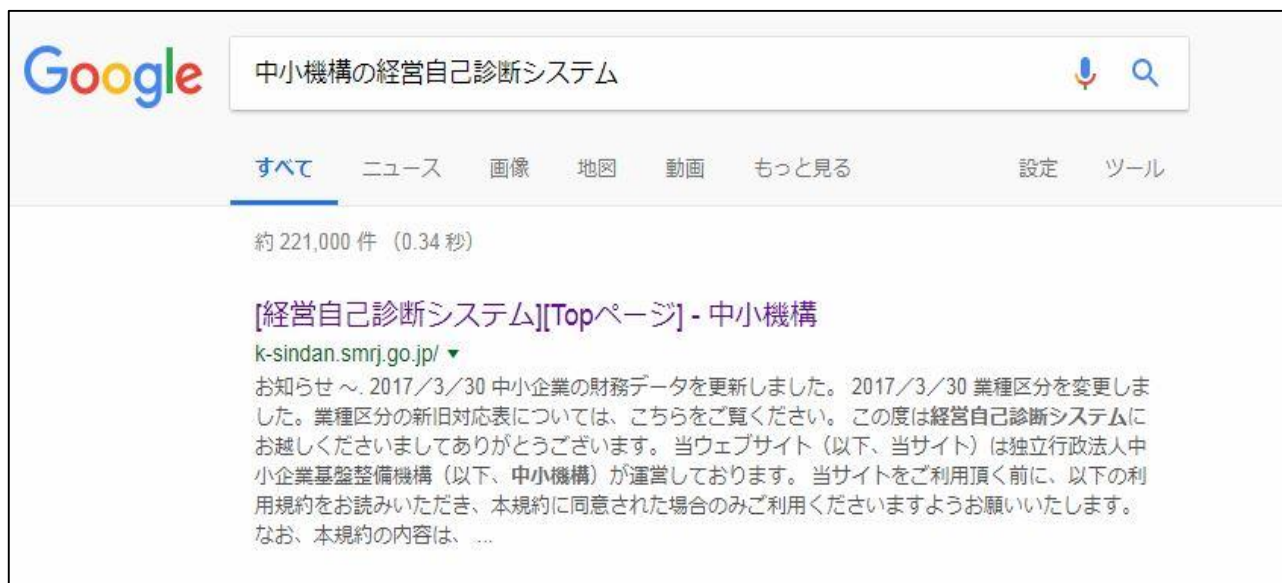 Google
中小機構の経営自己診断システム
すべて ニュース 画像 地図 動画 もっと見る 設定 ツール
約 221,000 件 （0.34 秒）
[経営自己診断システム][Topページ] - 中小機構
k-sindan.smrj.go.jp/ ▼
お知らせ ～. 2017／3／30 中小企業の財務データを更新しました。 2017／3／30 業種区分を変更しま
した。業種区分の新旧対応表については、こちらをご覧ください。 この度は経営自己診断システムに
お越しくださいましてありがとうございます。 当ウェブサイト（以下、当サイト）は独立行政法人中
小企業基盤整備機構（以下、中小機構）が運営しております。 当サイトをご利用頂く前に、以下の利
用規約をお読みいただき、本規約に同意された場合のみご利用くださいますようお願いいたします。
なお、本規約の内容は、 ...